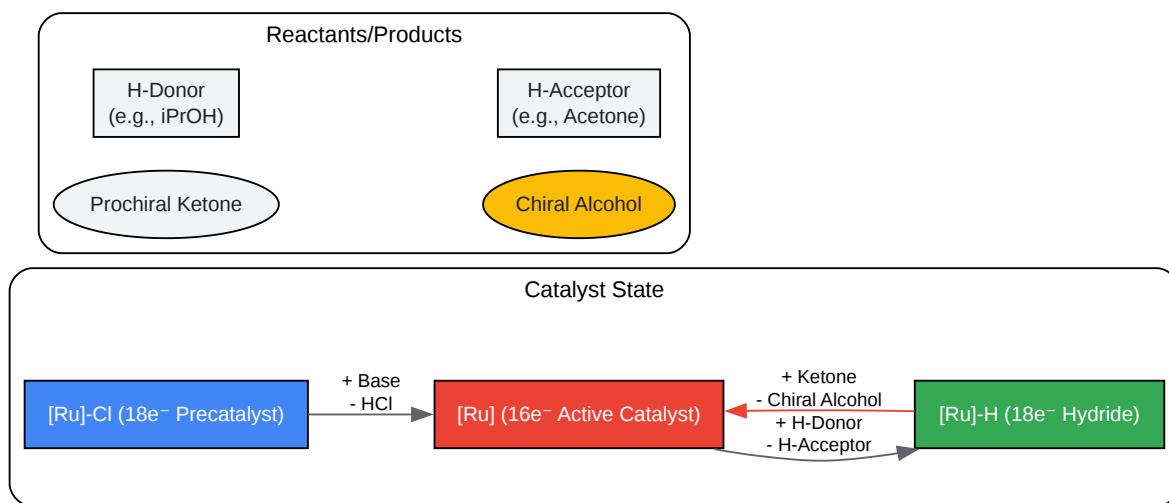 Reactants/Products
H-Donor
(e.g., iPrOH)
H-Acceptor
(e.g., Acetone)
Prochiral Ketone
Chiral Alcohol
Catalyst State
[Ru]-Cl (18e⁻ Precatalyst)
+ Base
- HCl
[Ru] (16e⁻ Active Catalyst)
+ Ketone
- Chiral Alcohol
+ H-Donor
- H-Acceptor
[Ru]-H (18e⁻ Hydride)